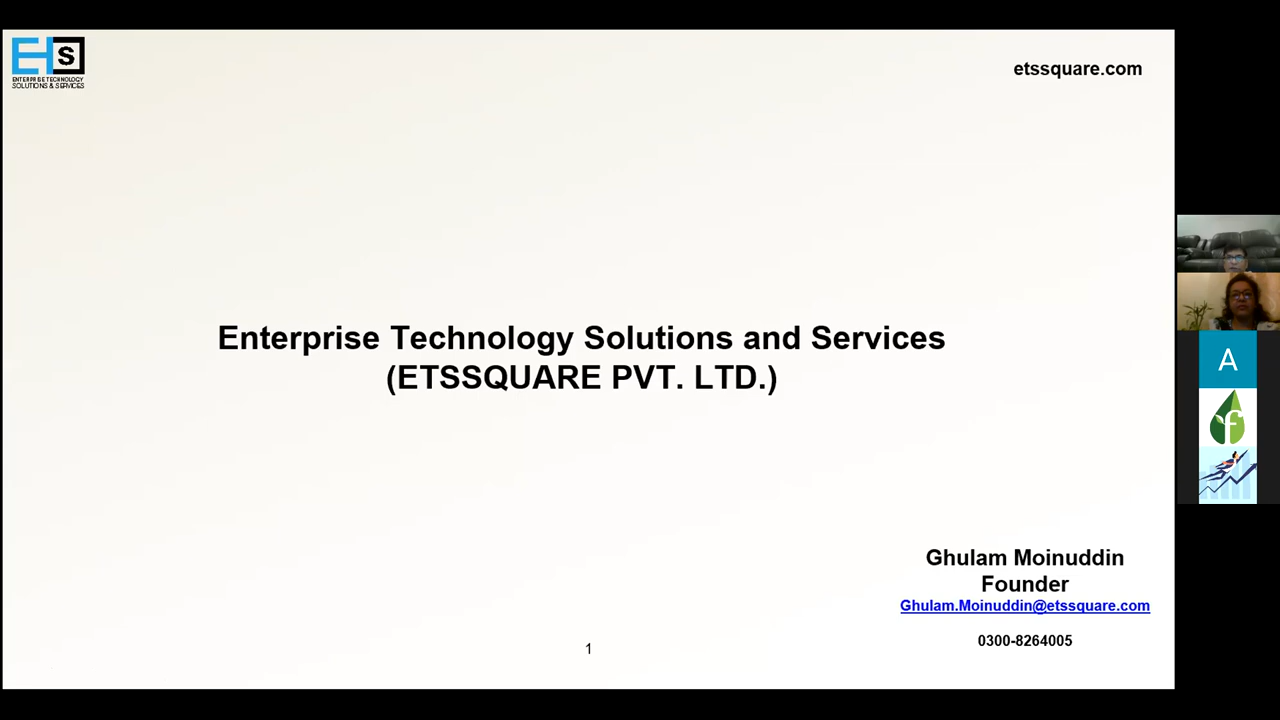 EtS
ENTERPRISE TECHNOLOGY
SOLUTIONS & SERVICES
etssquare.com
Enterprise Technology Solutions and Services
(ETSSQUARE PVT. LTD.)
A
f
Ghulam Moinuddin
Founder
Ghulam.Moinuddin@etssquare.com
0300-8264005
1